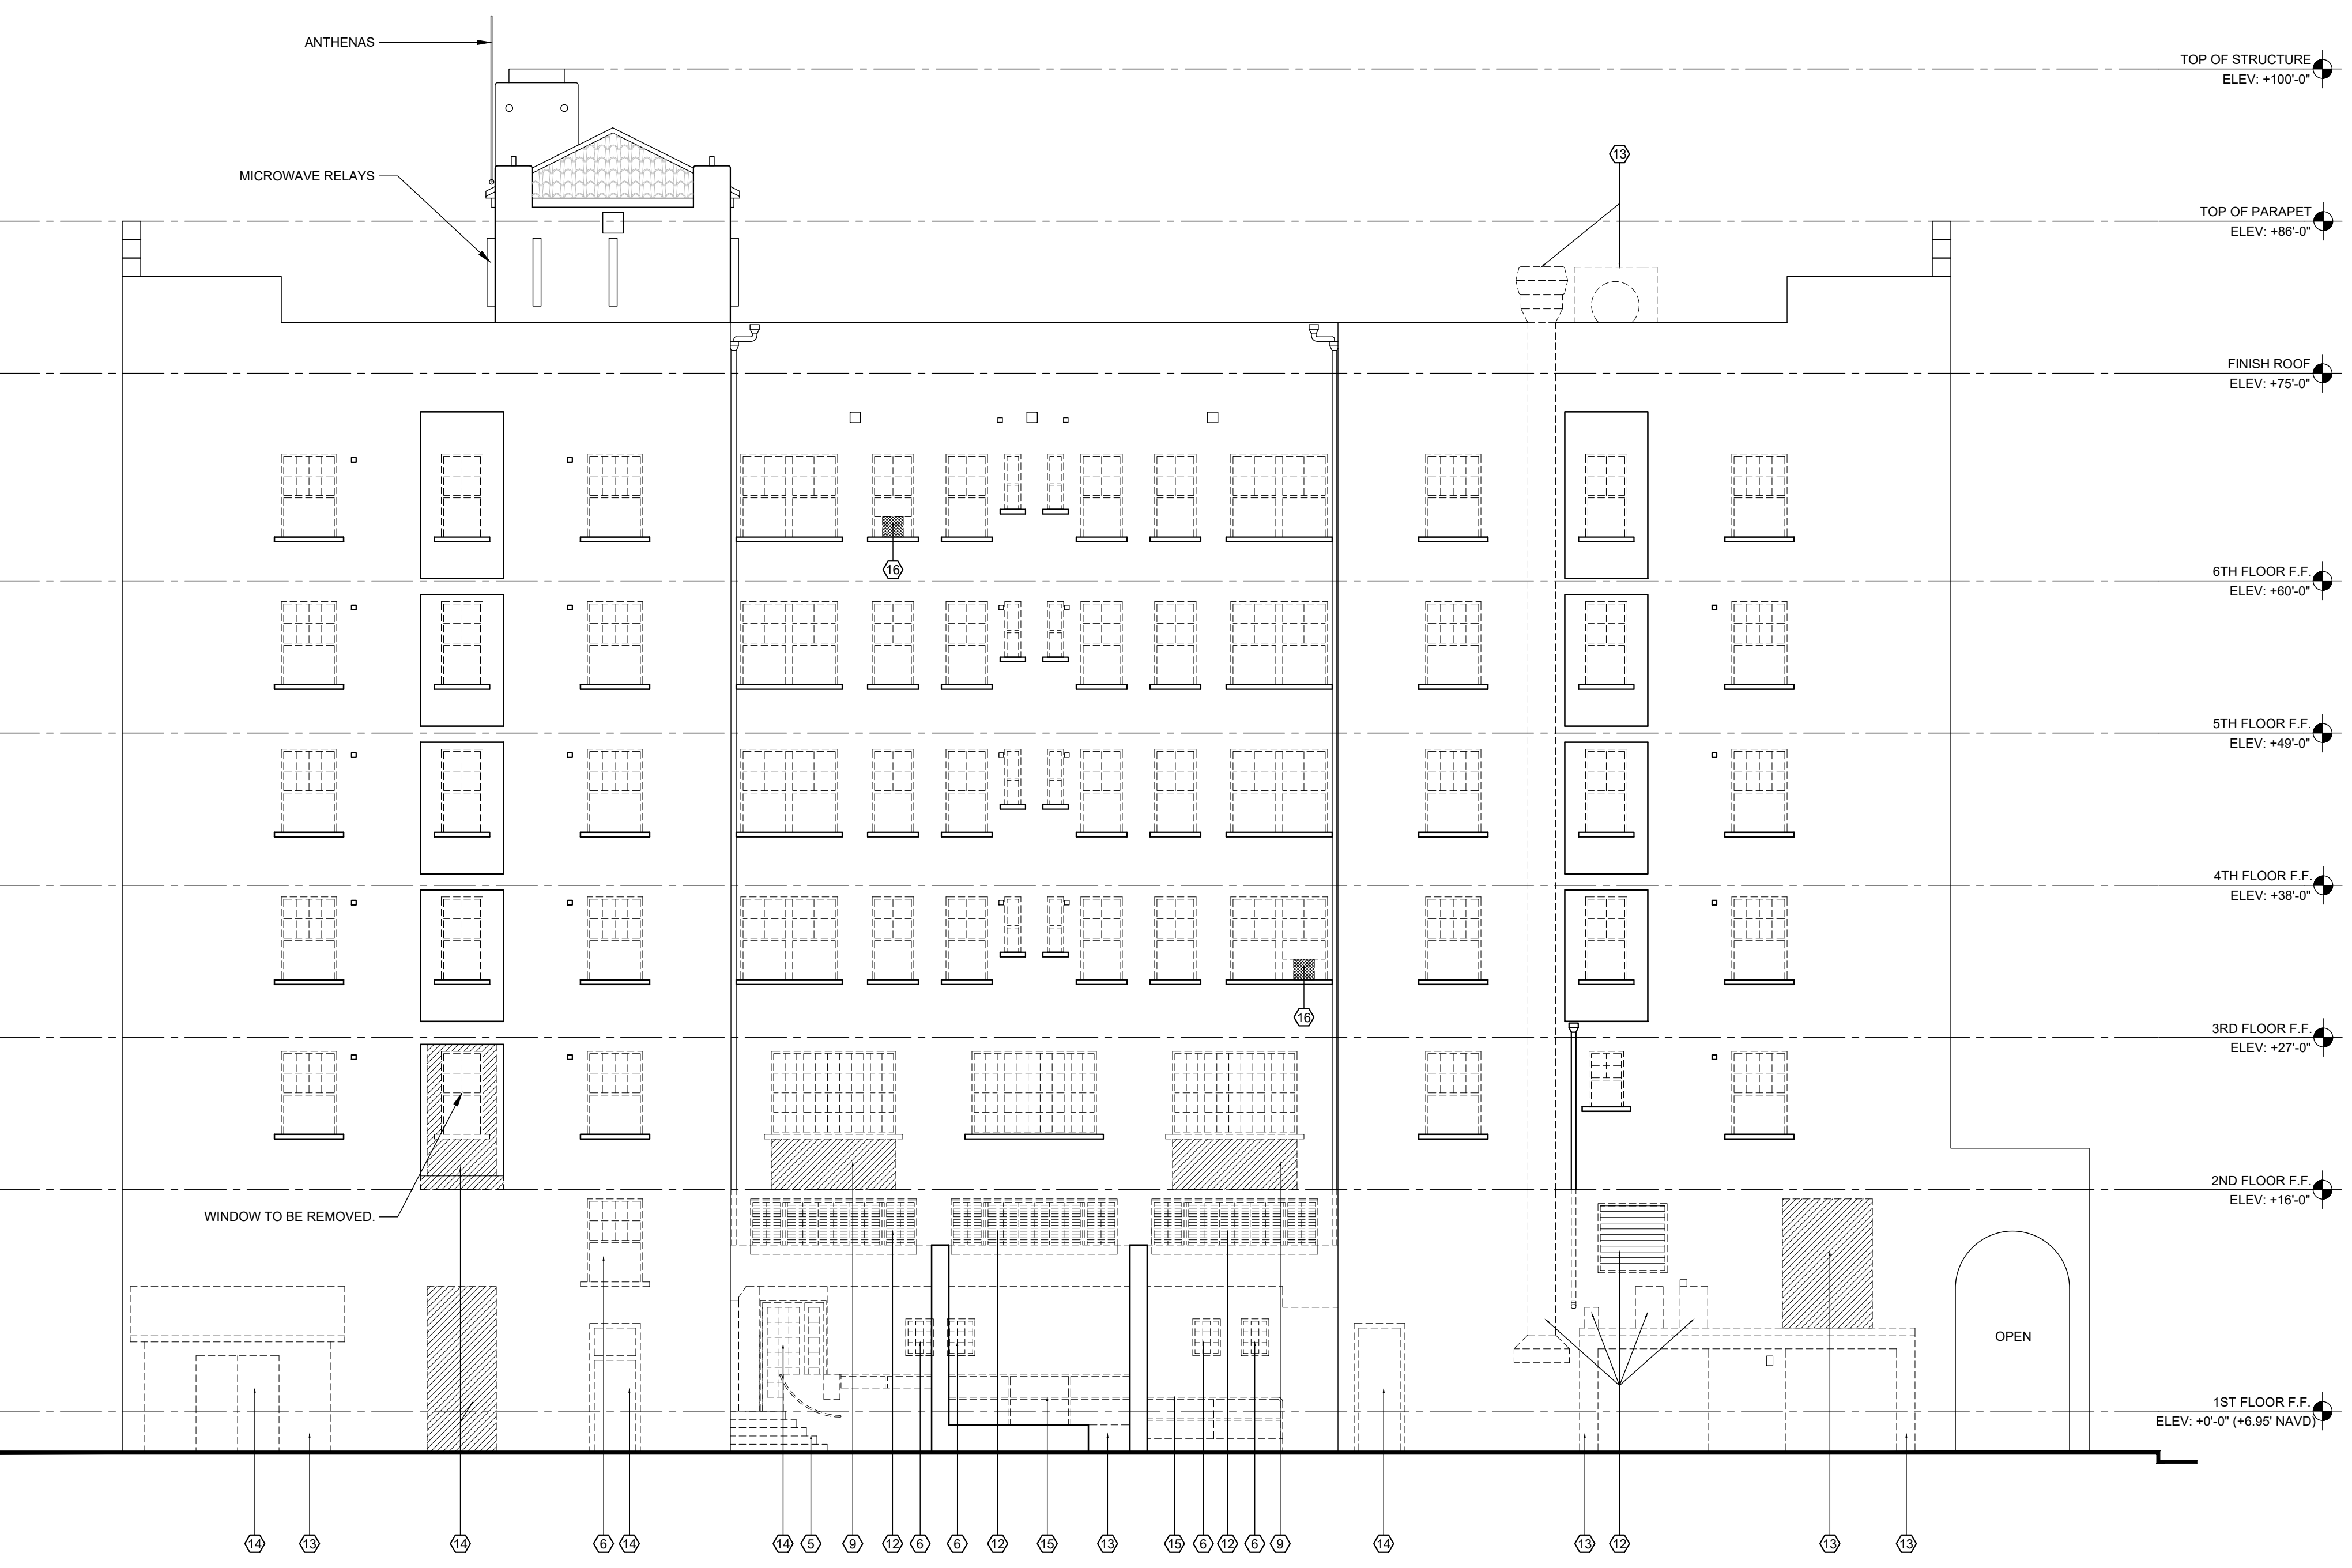 ANTHENAS
TOP OF STRUCTURE
ELEV: +100'-0"
13
MICROWAVE RELAYS
TOP OF PARAPET
ELEV: +86'-0"
FINISH ROOF
ELEV: +75'-0"
16
6TH FLOOR F.F.
ELEV: +60'-0"
5TH FLOOR F.F.
ELEV: +49'-0"
4TH FLOOR F.F.
ELEV: +38'-0"
16
3RD FLOOR F.F.
ELEV: +27'-0"
2ND FLOOR F.F.
ELEV: +16'-0"
WINDOW TO BE REMOVED.
OPEN
1ST FLOOR F.F.
ELEV: +0'-0" (+6.95' NAVD)
14 13 14 6 14 14 5 9 12 6 6 12 15 13 15 6 12 6 9 14 13 12 13 13